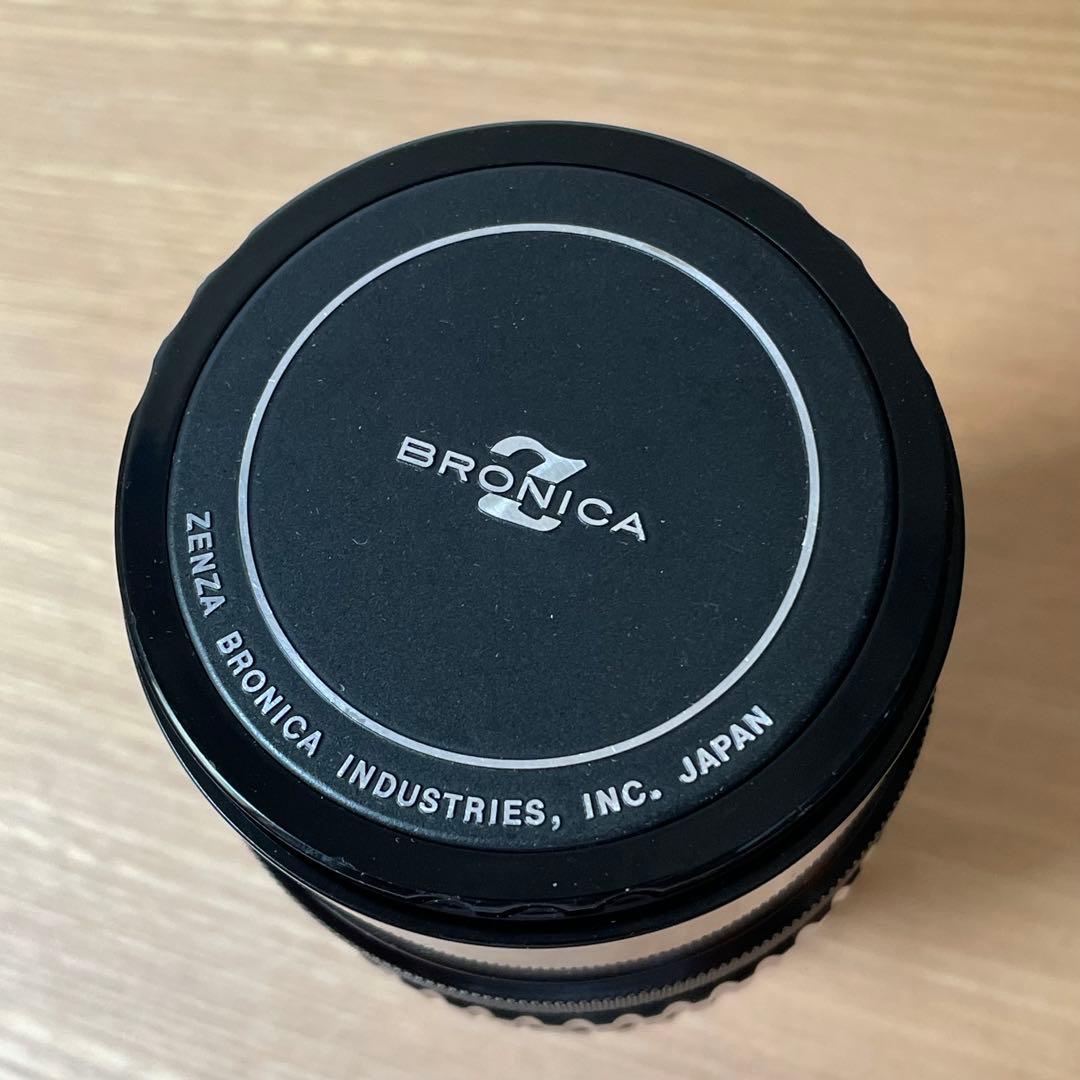 Z
BRONICA
ZENZA BRONICA INDUSTRIES, INC. JAPAN